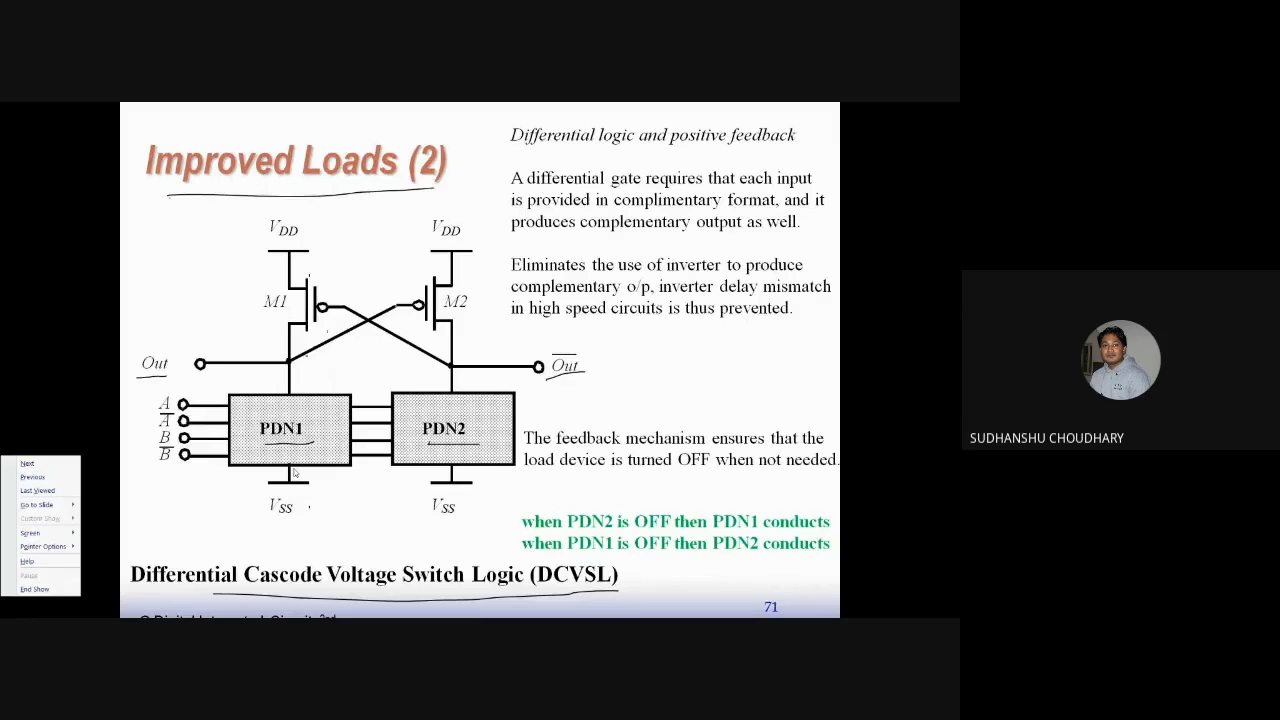 Improved Loads (2)
Differential logic and positive feedback
A differential gate requires that each input
is provided in complimentary format, and it
produces complementary output as well.
Eliminates the use of inverter to produce
complementary o/p, inverter delay mismatch
in high speed circuits is thus prevented.
VDD
VDD
M1
M2
Out
Out
A
A
B
B
PDN1
PDN2
VSS
VSS
The feedback mechanism ensures that the
load device is turned OFF when not needed.
when PDN2 is OFF then PDN1 conducts
when PDN1 is OFF then PDN2 conducts
Differential Cascode Voltage Switch Logic (DCVSL)
71
Next
Previous
Last Viewed
Go to Slide
Custom Show
Screen
Pointer Options
Help
Pause
End Show
SUDHANSHU CHOUDHARY